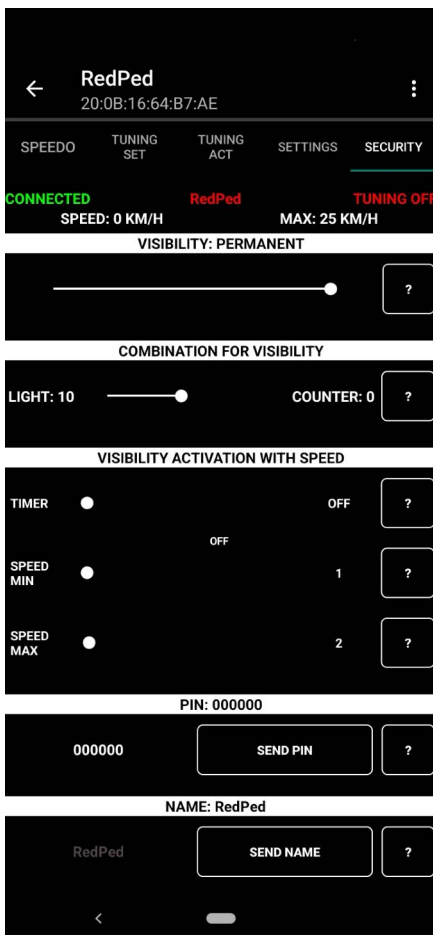 RedPed
20:0B:16:64:B7:AE
SPEEDO TUNING SET TUNING ACT SETTINGS SECURITY
CONNECTED RedPed TUNING OFF
SPEED: 0 KM/H MAX: 25 KM/H
VISIBILITY: PERMANENT
?
COMBINATION FOR VISIBILITY
LIGHT: 10 COUNTER: 0 ?
VISIBILITY ACTIVATION WITH SPEED
TIMER OFF ?
OFF
SPEED MIN 1 ?
SPEED MAX 2 ?
PIN: 000000
000000 SEND PIN ?
NAME: RedPed
RedPed SEND NAME ?